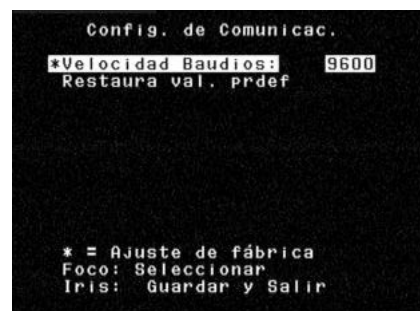 Config. de Comunicac.
*Velocidad Baudios: 9600
Restaura val. prdef
* = Ajuste de fábrica
Foco: Seleccionar
Iris: Guardar y Salir